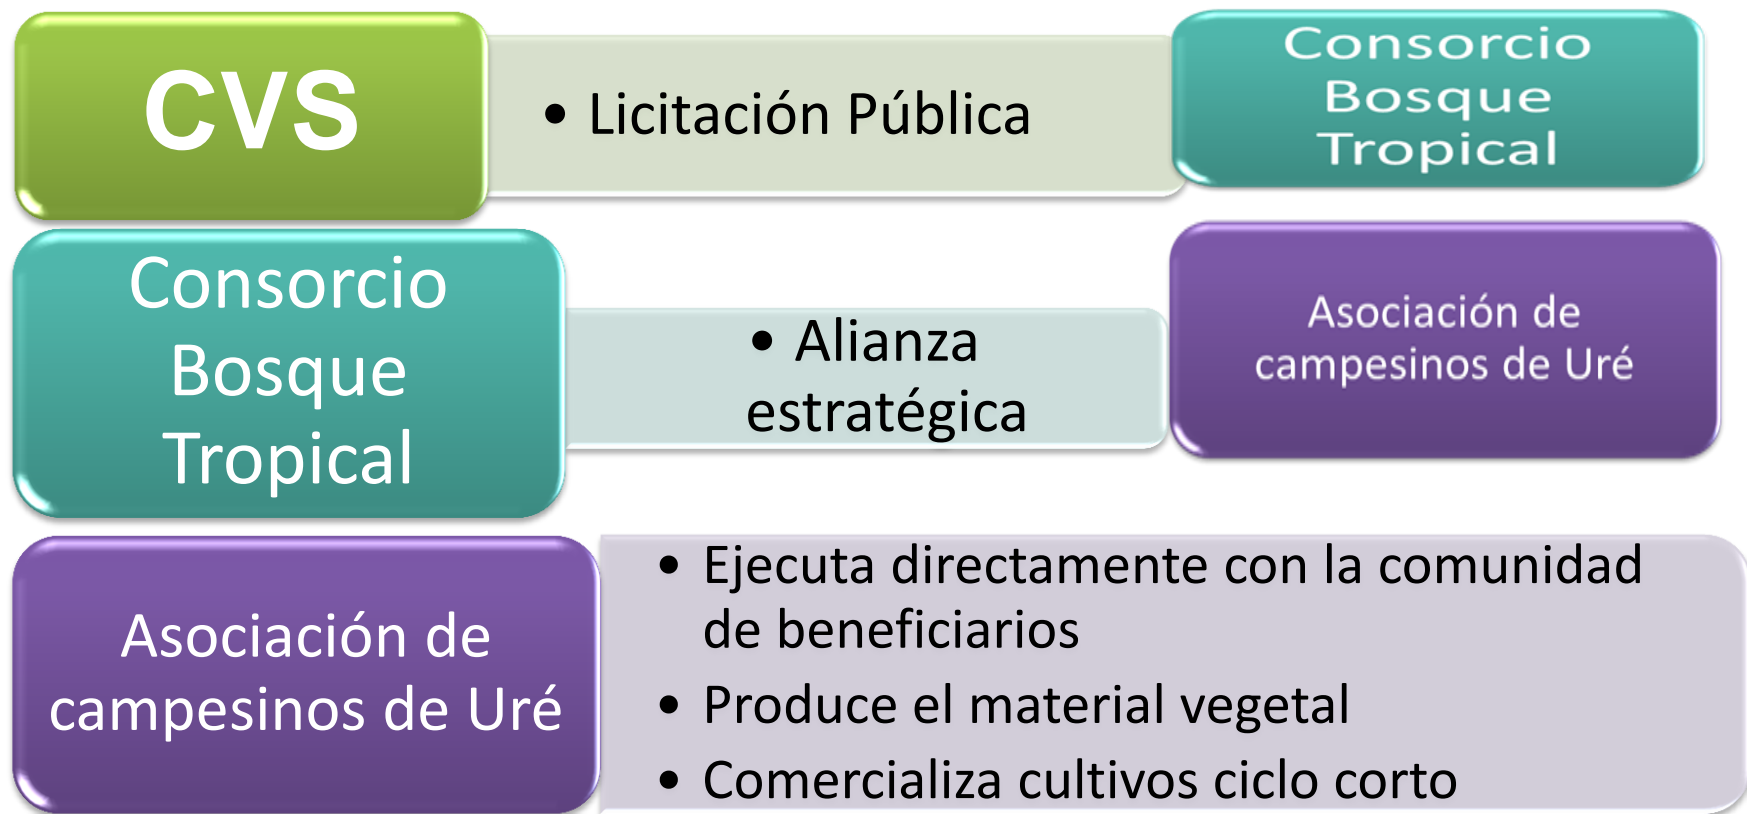 CVS
• Licitación Pública
Consorcio
Bosque
Tropical
Consorcio
Bosque
Tropical
• Alianza
estratégica
Asociación de
campesinos de Uré
Asociación de
campesinos de Uré
• Ejecuta directamente con la comunidad
de beneficiarios
• Produce el material vegetal
• Comercializa cultivos ciclo corto